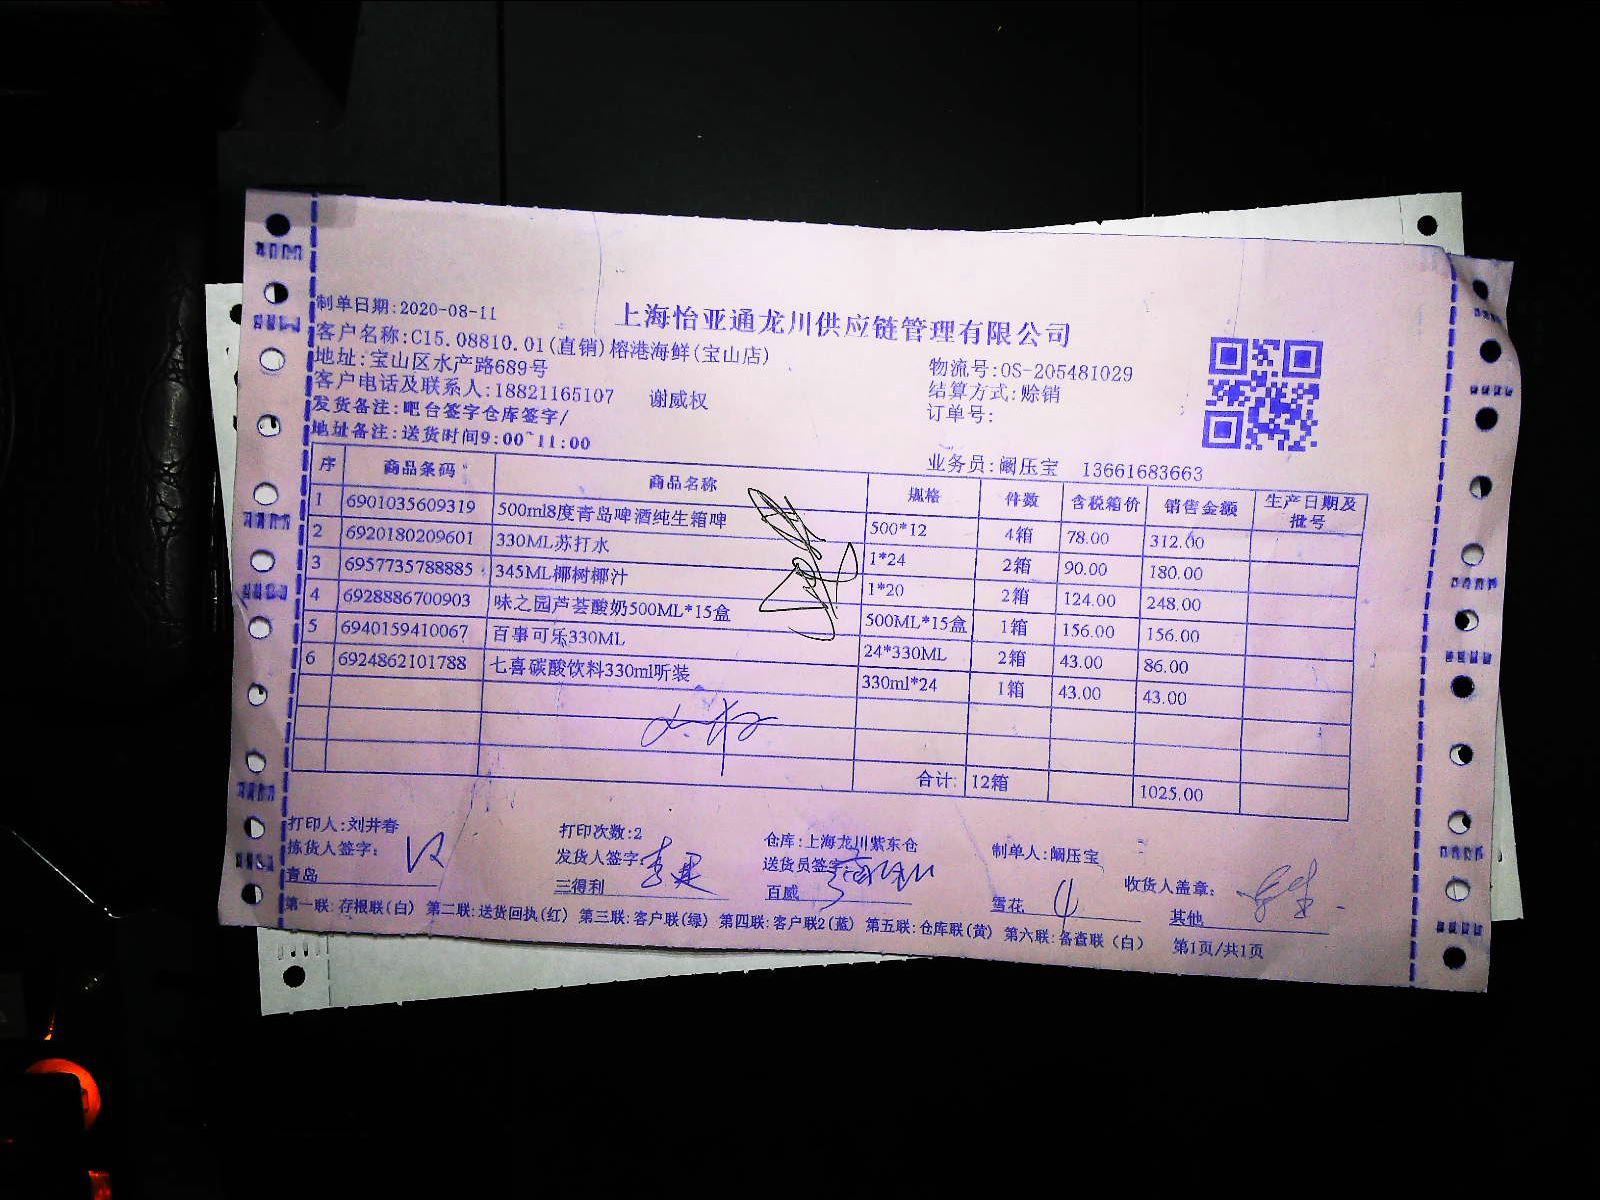 上海怡亚通龙川供应链管理有限公司
制单日期:2020-08-11
客户名称:C15.08810.01(直销)榕港海鲜(宝山店)
地址:宝山区水产路689号 物流号:OS-205481029
客户电话及联系人:18821165107 谢威权 结算方式:赊销
发货备注:吧台签字仓库签字/ 订单号:
地址备注:送货时间9:00~11:00 业务员:阚压宝 13661683663
序 商品条码 商品名称 规格 件数 含税箱价 销售金额 生产日期及批号
1 6901035609319 500ml8度青岛啤酒纯生箱啤 500*12 4箱 78.00 312.00
2 6920180209601 330ML苏打水 1*24 2箱 90.00 180.00
3 6957735788885 345ML椰树椰汁 1*20 2箱 124.00 248.00
4 6928886700903 味之园芦荟酸奶500ML*15盒 500ML*15盒 1箱 156.00 156.00
5 6940159410067 百事可乐330ML 24*330ML 2箱 43.00 86.00
6 6924862101788 七喜碳酸饮料330ml听装 330ml*24 1箱 43.00 43.00
合计: 12箱 1025.00
打印人:刘井春 打印次数:2 仓库:上海龙川紫东仓 制单人:阚压宝
拣货人签字: 发货人签字: 送货员签字: 收货人盖章:
青岛 三得利 百威 雪花 其他
第一联:存根联(白) 第二联:送货回执(红) 第三联:客户联(绿) 第四联:客户联2(蓝) 第五联:仓库联(黄) 第六联:备查联(白) 第1页/共1页